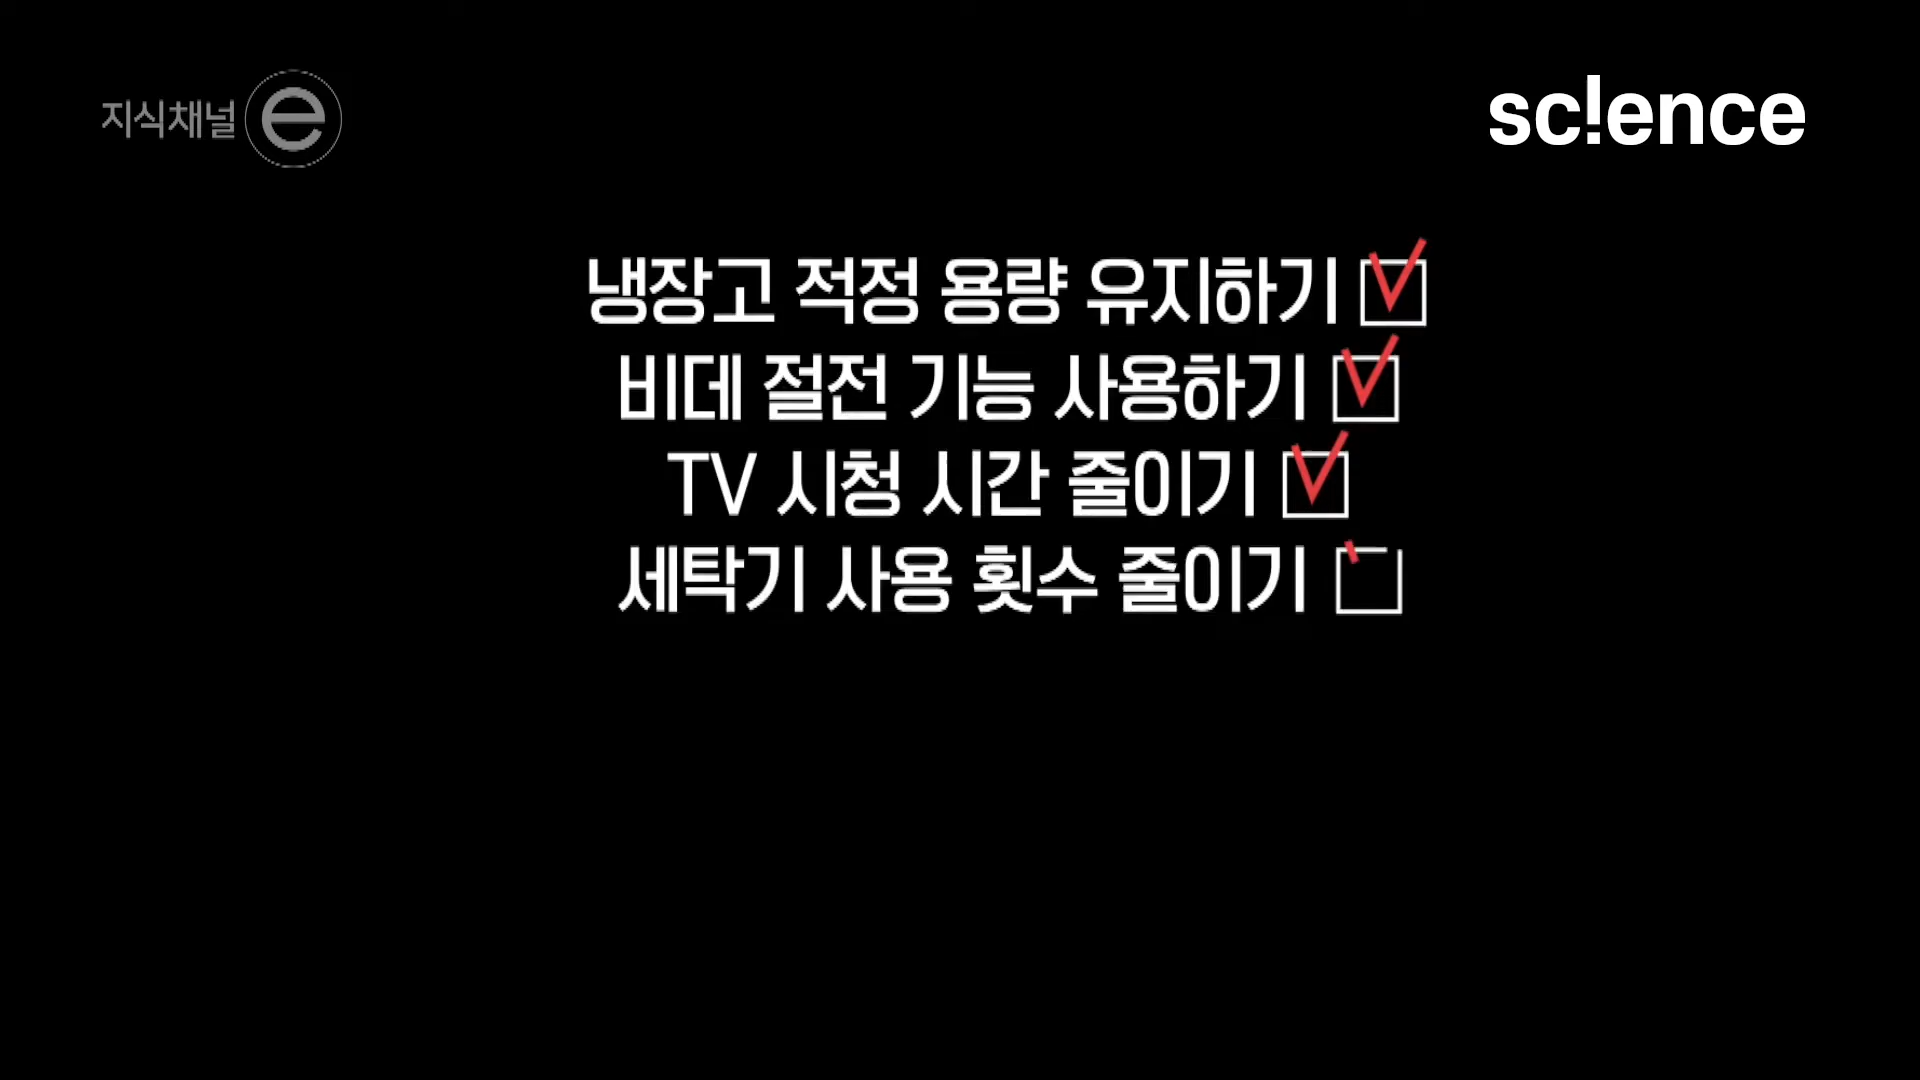 지식채널 e
sc!ence
냉장고 적정 용량 유지하기
비데 절전 기능 사용하기
TV 시청 시간 줄이기
세탁기 사용 횟수 줄이기